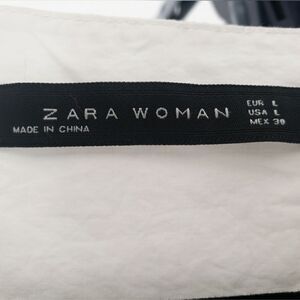 ZARA WOMAN
MADE IN CHINA
EUR L
USA L
MEX 30